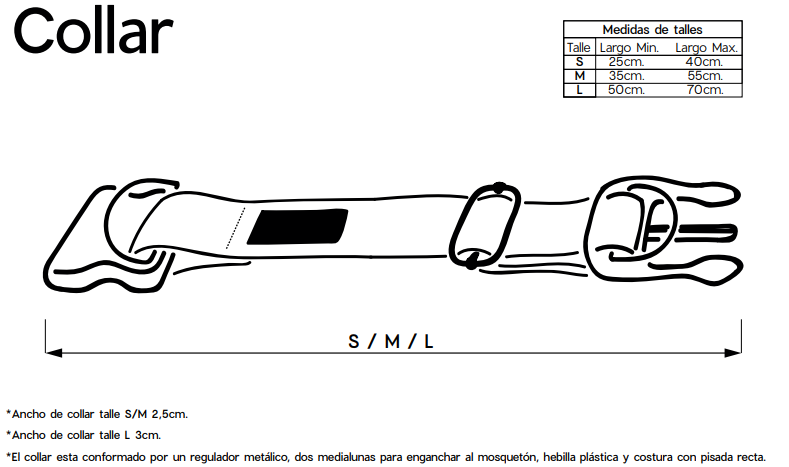 Collar
Medidas de talles
Talle Largo Min. Largo Max.
S 25cm. 40cm.
M 35cm. 55cm.
L 50cm. 70cm.
S / M / L
*Ancho de collar talle S/M 2,5cm.
*Ancho de collar talle L 3cm.
*El collar esta conformado por un regulador metálico, dos medialunas para enganchar al mosquetón, hebilla plástica y costura con pisada recta.